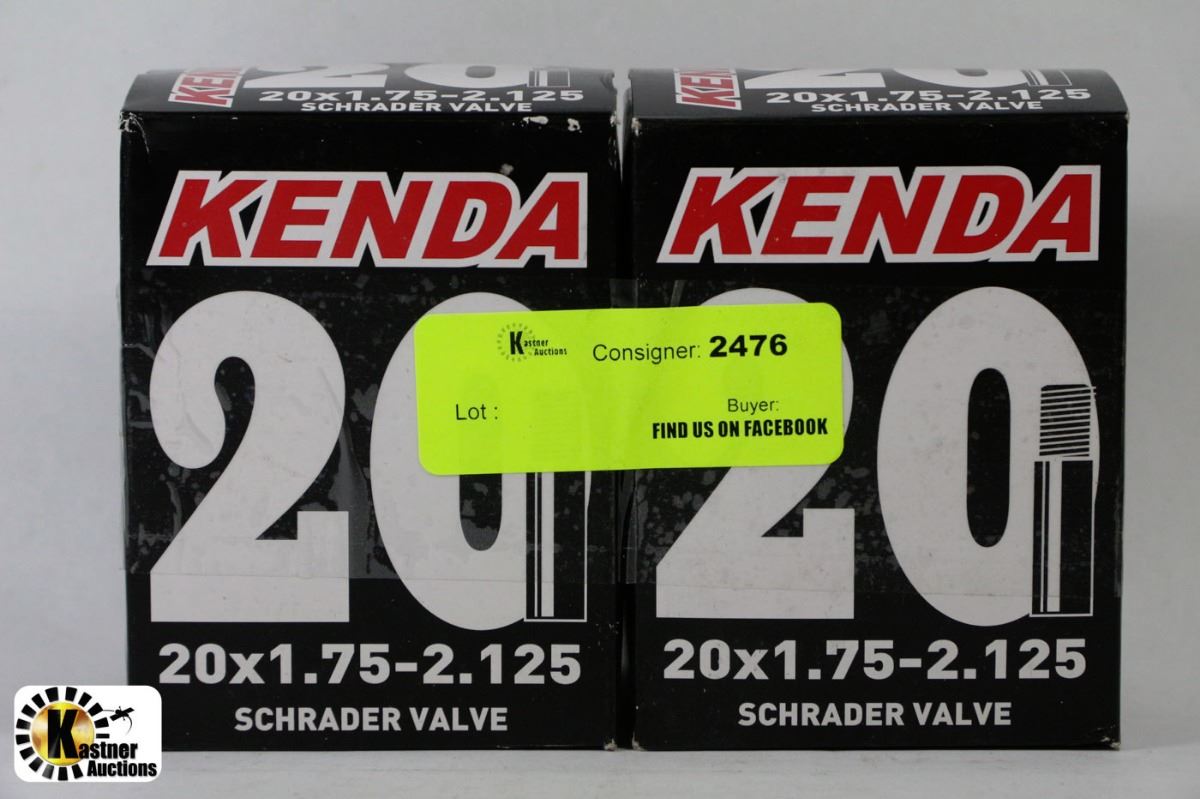 KENDA 20
20x1.75-2.125
SCHRADER VALVE
KENDA 20
20x1.75-2.125
SCHRADER VALVE
KENDA
KENDA
20
20
Kastner
Auctions
Consigner: 2476
Lot :
Buyer:
FIND US ON FACEBOOK
20x1.75-2.125
SCHRADER VALVE
20x1.75-2.125
SCHRADER VALVE
Kastner
Auctions